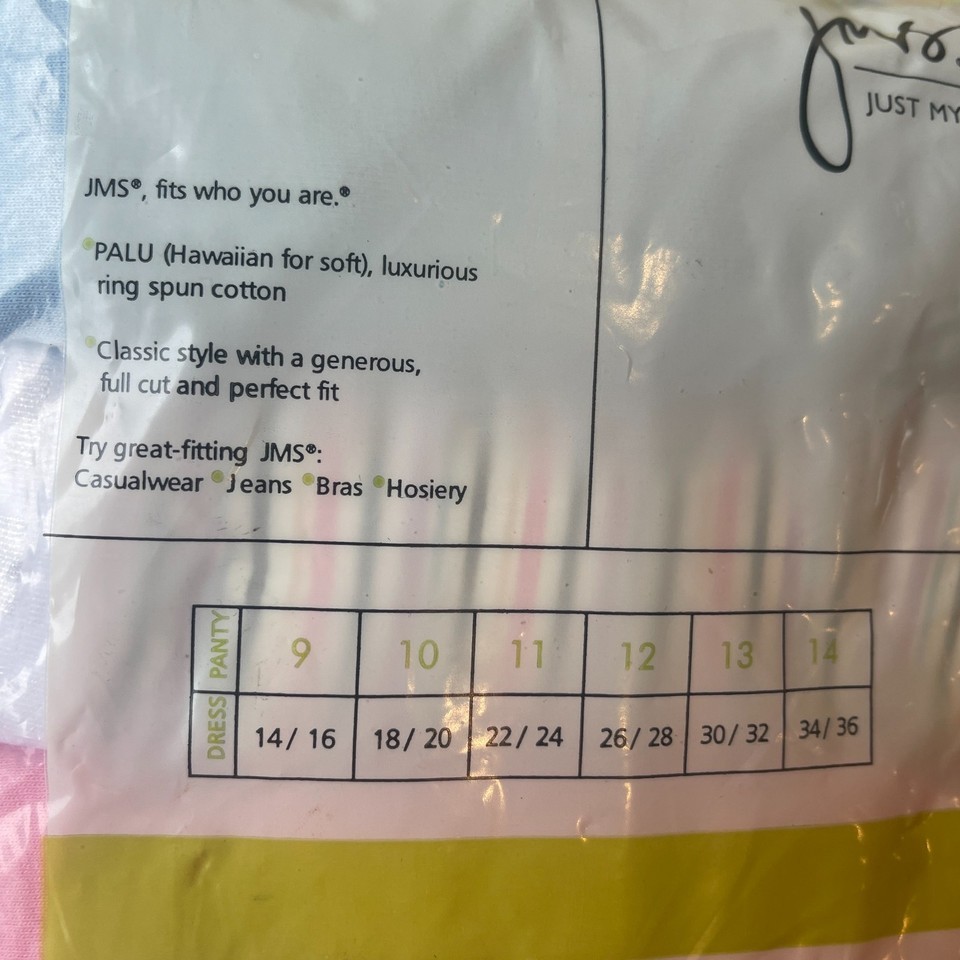 jms.
JUST MY
JMS®, fits who you are.®
PALU (Hawaiian for soft), luxurious
ring spun cotton
Classic style with a generous,
full cut and perfect fit
Try great-fitting JMS®:
Casualwear •Jeans •Bras •Hosiery
PANTY 9 10 11 12 13 14
DRESS 14/ 16 18/ 20 22/ 24 26/ 28 30/ 32 34/ 36